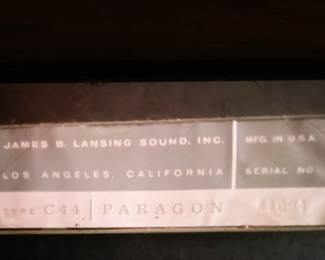 JAMES B. LANSING SOUND, INC. MFG. IN U.S.A.
LOS ANGELES, CALIFORNIA SERIAL NO.
TYPE C44 PARAGON